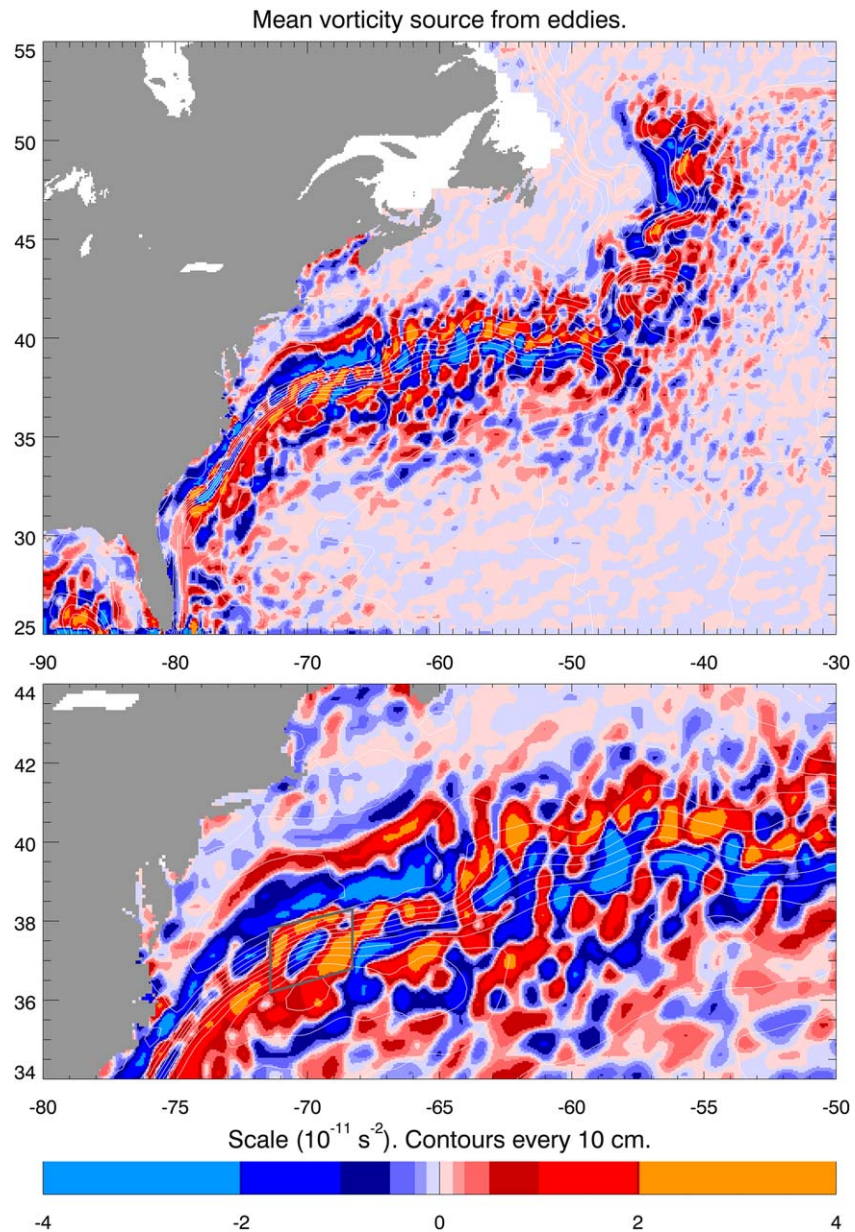 Mean vorticity source from eddies.
55
50
45
40
35
30
25
-90 -80 -70 -60 -50 -40 -30
44
42
40
38
36
34
-80 -75 -70 -65 -60 -55 -50
Scale (10⁻¹¹ s⁻²). Contours every 10 cm.
-4 -2 0 2 4